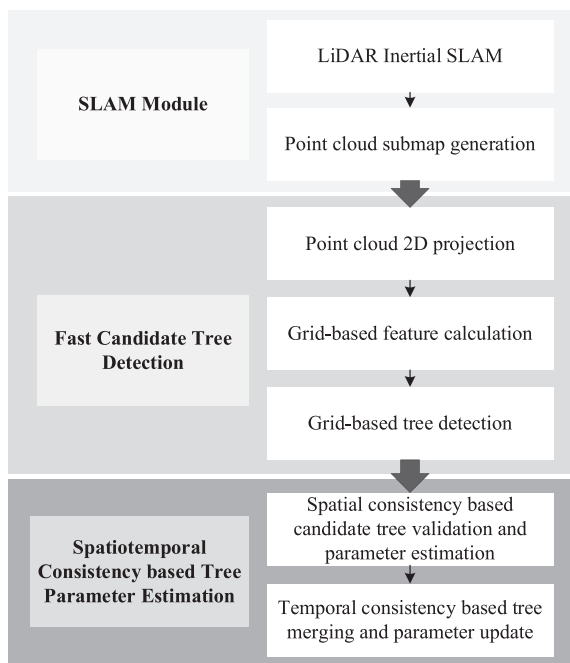 SLAM Module
LiDAR Inertial SLAM
Point cloud submap generation
Fast Candidate Tree
Detection
Point cloud 2D projection
Grid-based feature calculation
Grid-based tree detection
Spatiotemporal
Consistency based Tree
Parameter Estimation
Spatial consistency based
candidate tree validation and
parameter estimation
Temporal consistency based tree
merging and parameter update